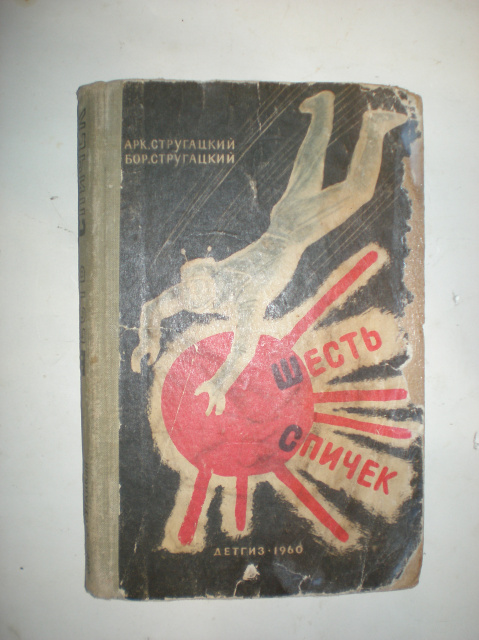 АРК. СТРУГАЦКИЙ
БОР. СТРУГАЦКИЙ
ШЕСТЬ
СПИЧЕК
ДЕТГИЗ · 1960